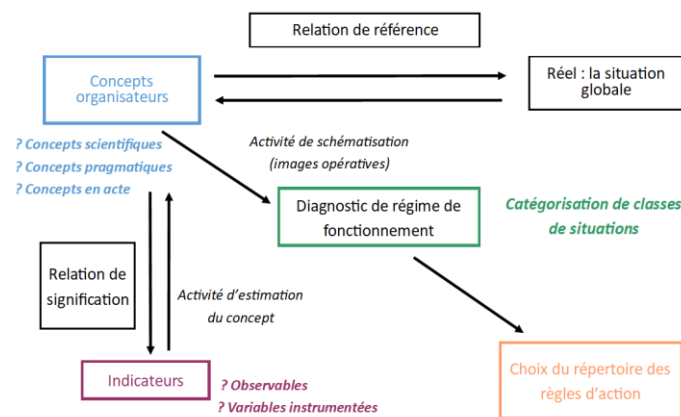 Relation de référence
Concepts
organisateurs
Réel : la situation
globale
? Concepts scientifiques
? Concepts pragmatiques
? Concepts en acte
Activité de schématisation
(images opératives)
Diagnostic de régime de
fonctionnement
Catégorisation de classes
de situations
Relation de
signification
Activité d’estimation
du concept
Indicateurs
? Observables
? Variables instrumentées
Choix du répertoire des
règles d’action